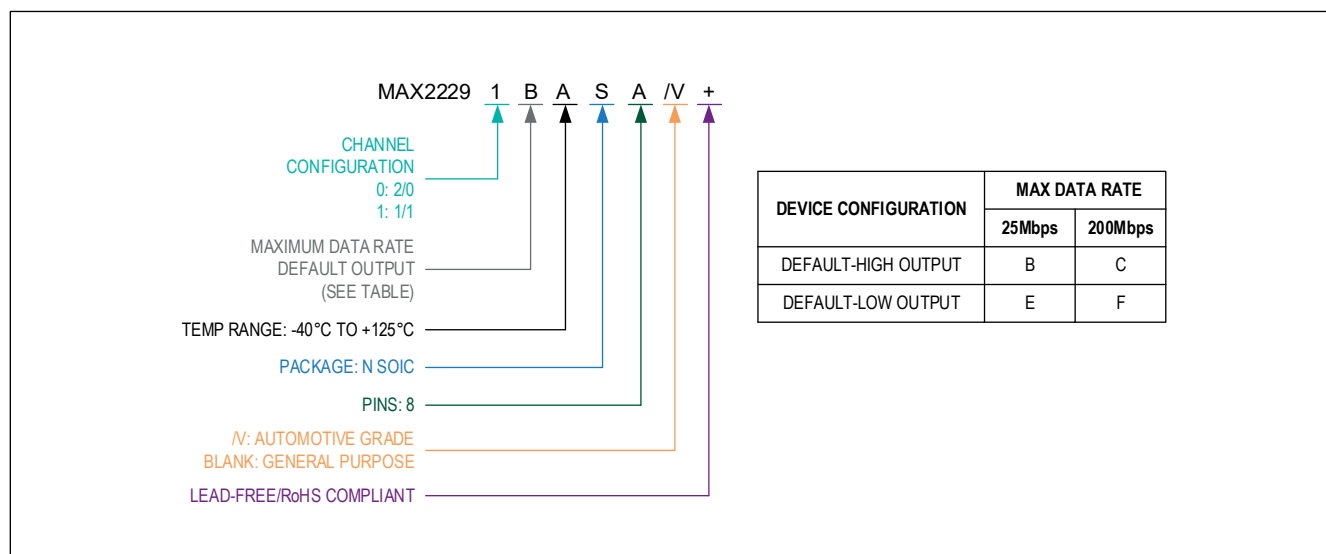 MAX2229 1 B A S A /V +
CHANNEL
CONFIGURATION
0: 2/0
1: 1/1
MAXIMUM DATA RATE
DEFAULT OUTPUT
(SEE TABLE)
TEMP RANGE: -40°C TO +125°C
PACKAGE: N SOIC
PINS: 8
/V: AUTOMOTIVE GRADE
BLANK: GENERAL PURPOSE
LEAD-FREE/RoHS COMPLIANT
DEVICE CONFIGURATION
MAX DATA RATE
25Mbps 200Mbps
DEFAULT-HIGH OUTPUT B C
DEFAULT-LOW OUTPUT E F